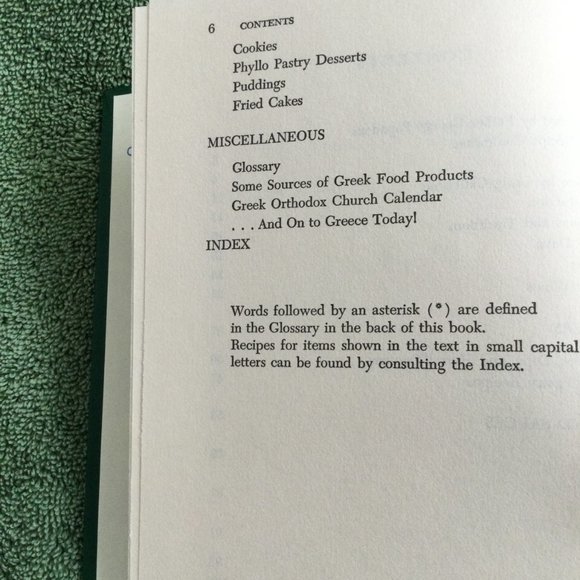 6 CONTENTS
Cookies
Phyllo Pastry Desserts
Puddings
Fried Cakes
MISCELLANEOUS
Glossary
Some Sources of Greek Food Products
Greek Orthodox Church Calendar
. . . And On to Greece Today!
INDEX
Words followed by an asterisk (*) are defined
in the Glossary in the back of this book.
Recipes for items shown in the text in small capital
letters can be found by consulting the Index.